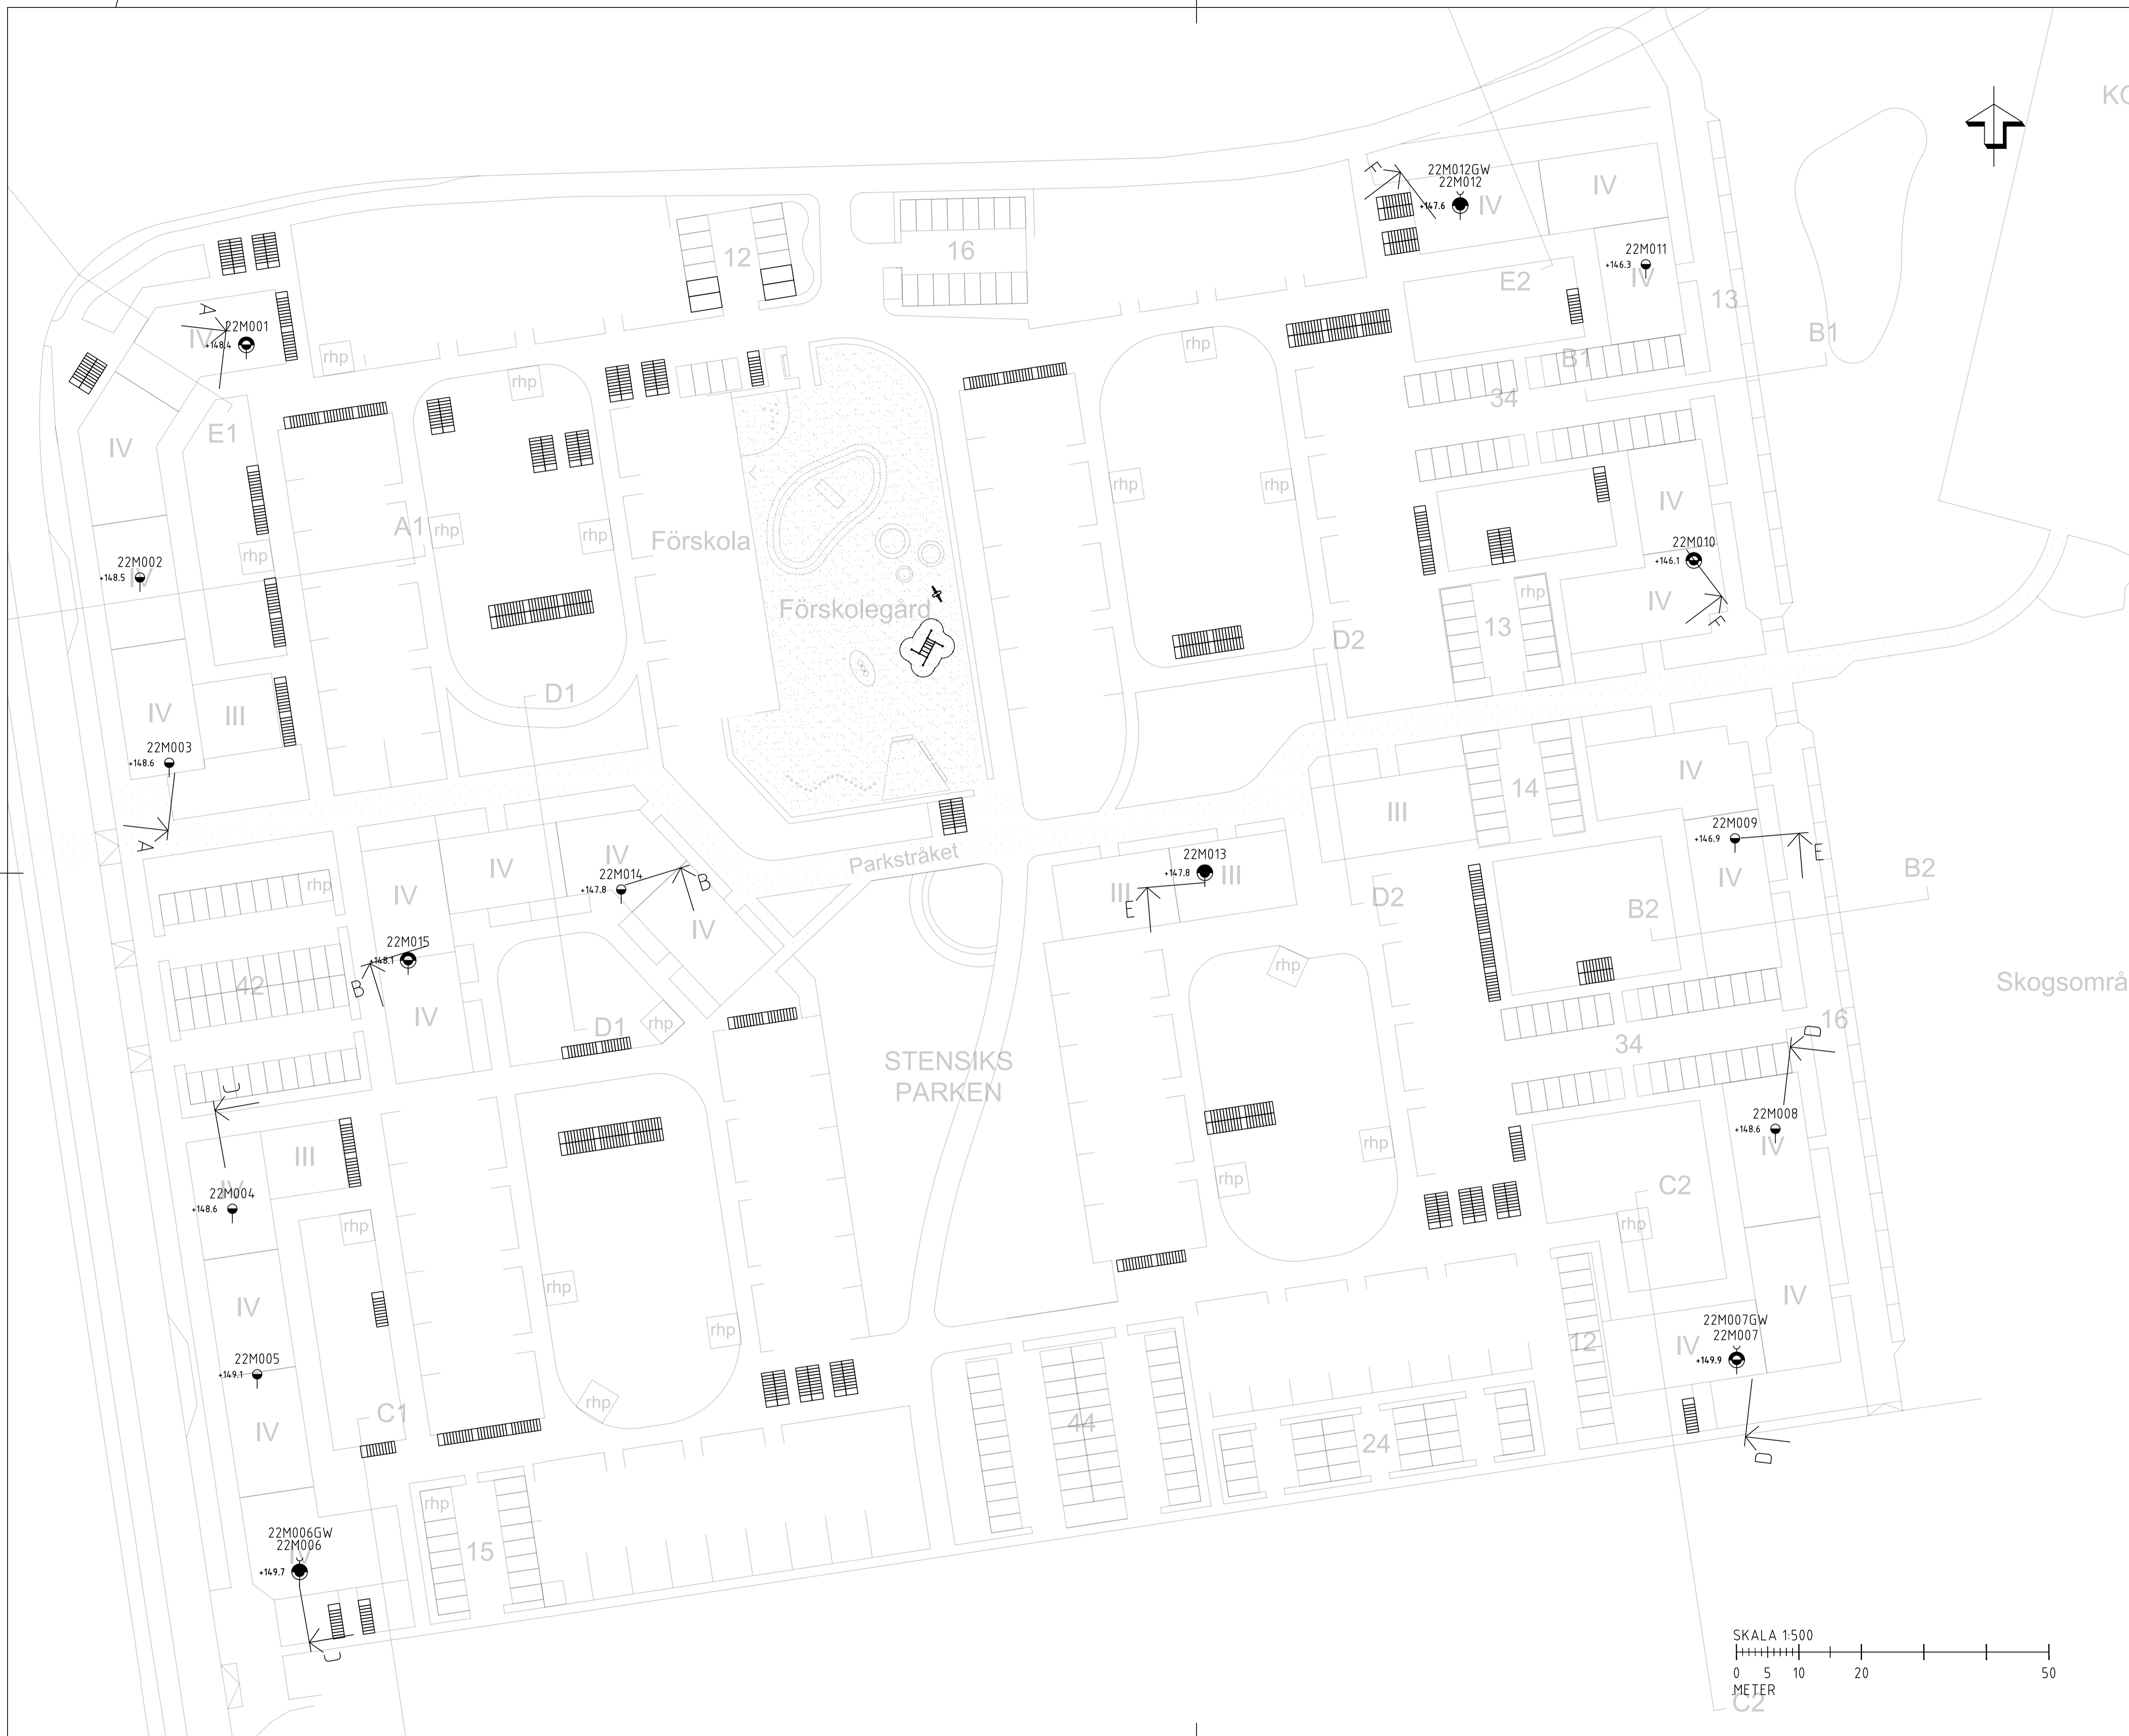 KO
22M012GW
22M012
+147.6
F
IV
IV
22M011
+146.3
IV
12
16
E2
13
A
22M001
IV
+148.4
rhp
rhp
rhp
B1
B1
34
E1
IV
A1
rhp
rhp
rhp
rhp
rhp
Förskola
IV
22M010
+146.1
22M002
+148.5
IV
rhp
IV
13
F
Förskolegård
D2
D1
IV
III
22M003
+148.6
A
IV
14
III
22M009
+146.9
E
IV
B2
Parkstråket
IV
IV
22M014
+147.8
B
22M013
+147.8
III
III
E
rhp
IV
D2
B2
IV
22M015
+148.1
B
42
IV
rhp
Skogsområ
D1
rhp
16
D
34
STENSIKS
PARKEN
C
22M008
+148.6
IV
III
rhp
rhp
C2
22M004
IV
+148.6
rhp
rhp
IV
rhp
rhp
IV
22M007GW
22M007
+149.9
IV
12
22M005
+149.1
IV
C1
rhp
44
24
D
rhp
22M006GW
22M006
IV
+149.7
15
C
SKALA 1:500
0 5 10 20 50
METER
C2